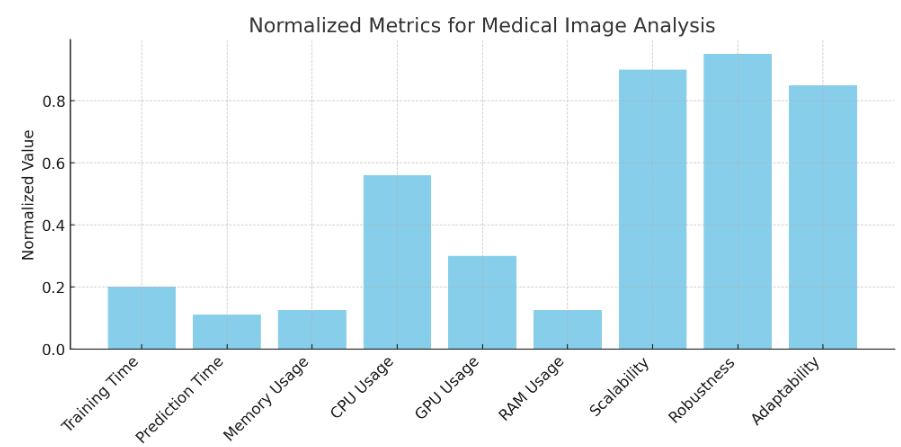 Normalized Metrics for Medical Image Analysis
Normalized Value
0.8
0.6
0.4
0.2
0.0
Training Time
Prediction Time
Memory Usage
CPU Usage
GPU Usage
RAM Usage
Scalability
Robustness
Adaptability